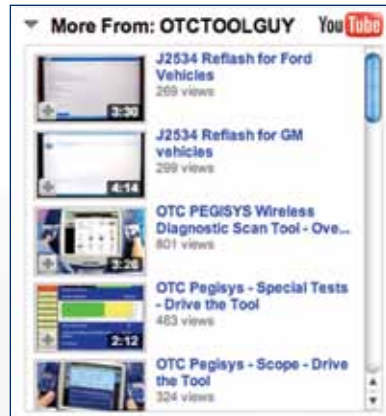 More From: OTCTOOLGUY
YouTube
J2534 Reflash for Ford
Vehicles
269 views
3:30
J2534 Reflash for GM
vehicles
299 views
4:14
OTC PEGISYS Wireless
Diagnostic Scan Tool - Ove...
801 views
3:26
OTC Pegisys - Special Tests
- Drive the Tool
463 views
2:12
OTC Pegisys - Scope - Drive
the Tool
324 views